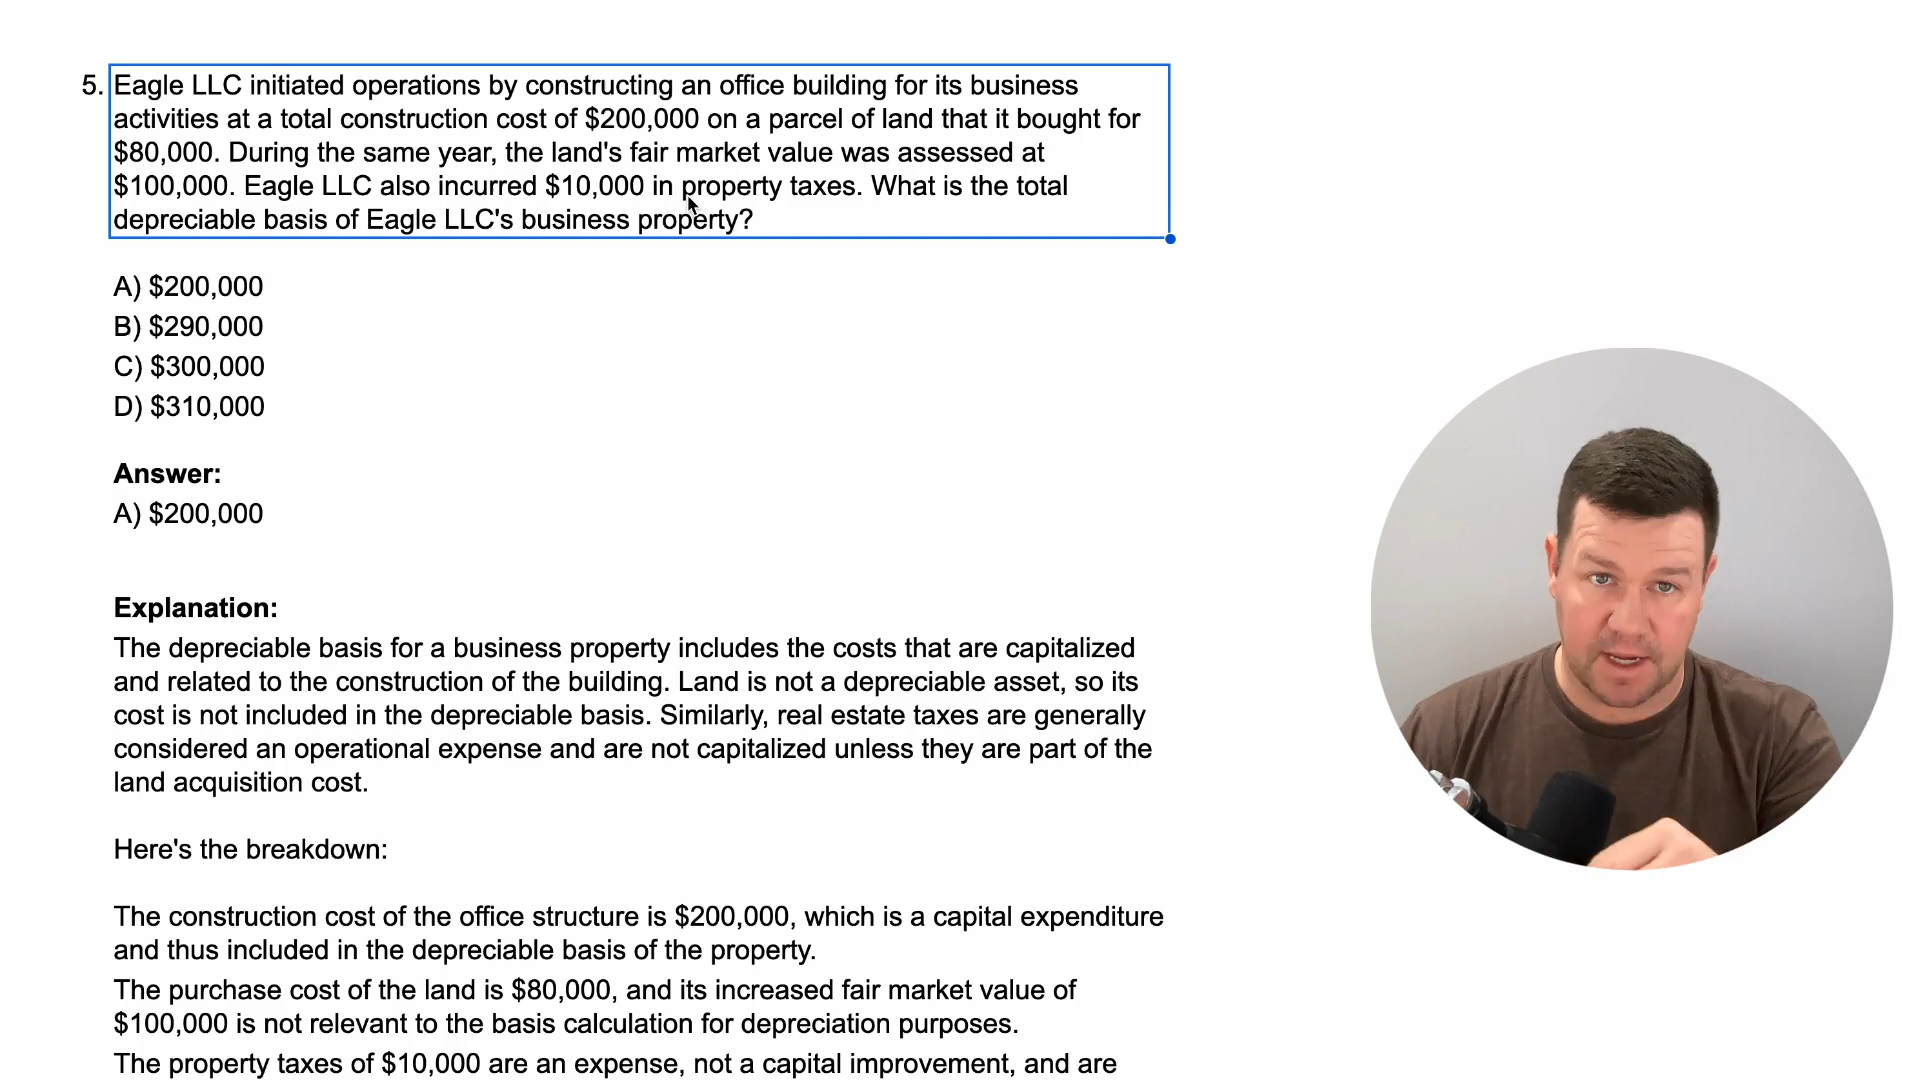 5. Eagle LLC initiated operations by constructing an office building for its business
activities at a total construction cost of $200,000 on a parcel of land that it bought for
$80,000. During the same year, the land's fair market value was assessed at
$100,000. Eagle LLC also incurred $10,000 in property taxes. What is the total
depreciable basis of Eagle LLC's business property?
A) $200,000
B) $290,000
C) $300,000
D) $310,000
Answer:
A) $200,000
Explanation:
The depreciable basis for a business property includes the costs that are capitalized
and related to the construction of the building. Land is not a depreciable asset, so its
cost is not included in the depreciable basis. Similarly, real estate taxes are generally
considered an operational expense and are not capitalized unless they are part of the
land acquisition cost.
Here's the breakdown:
The construction cost of the office structure is $200,000, which is a capital expenditure
and thus included in the depreciable basis of the property.
The purchase cost of the land is $80,000, and its increased fair market value of
$100,000 is not relevant to the basis calculation for depreciation purposes.
The property taxes of $10,000 are an expense, not a capital improvement, and are